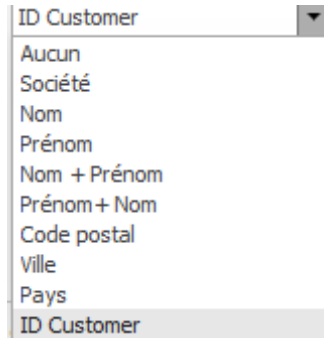 ID Customer
Aucun
Société
Nom
Prénom
Nom + Prénom
Prénom+ Nom
Code postal
Ville
Pays
ID Customer